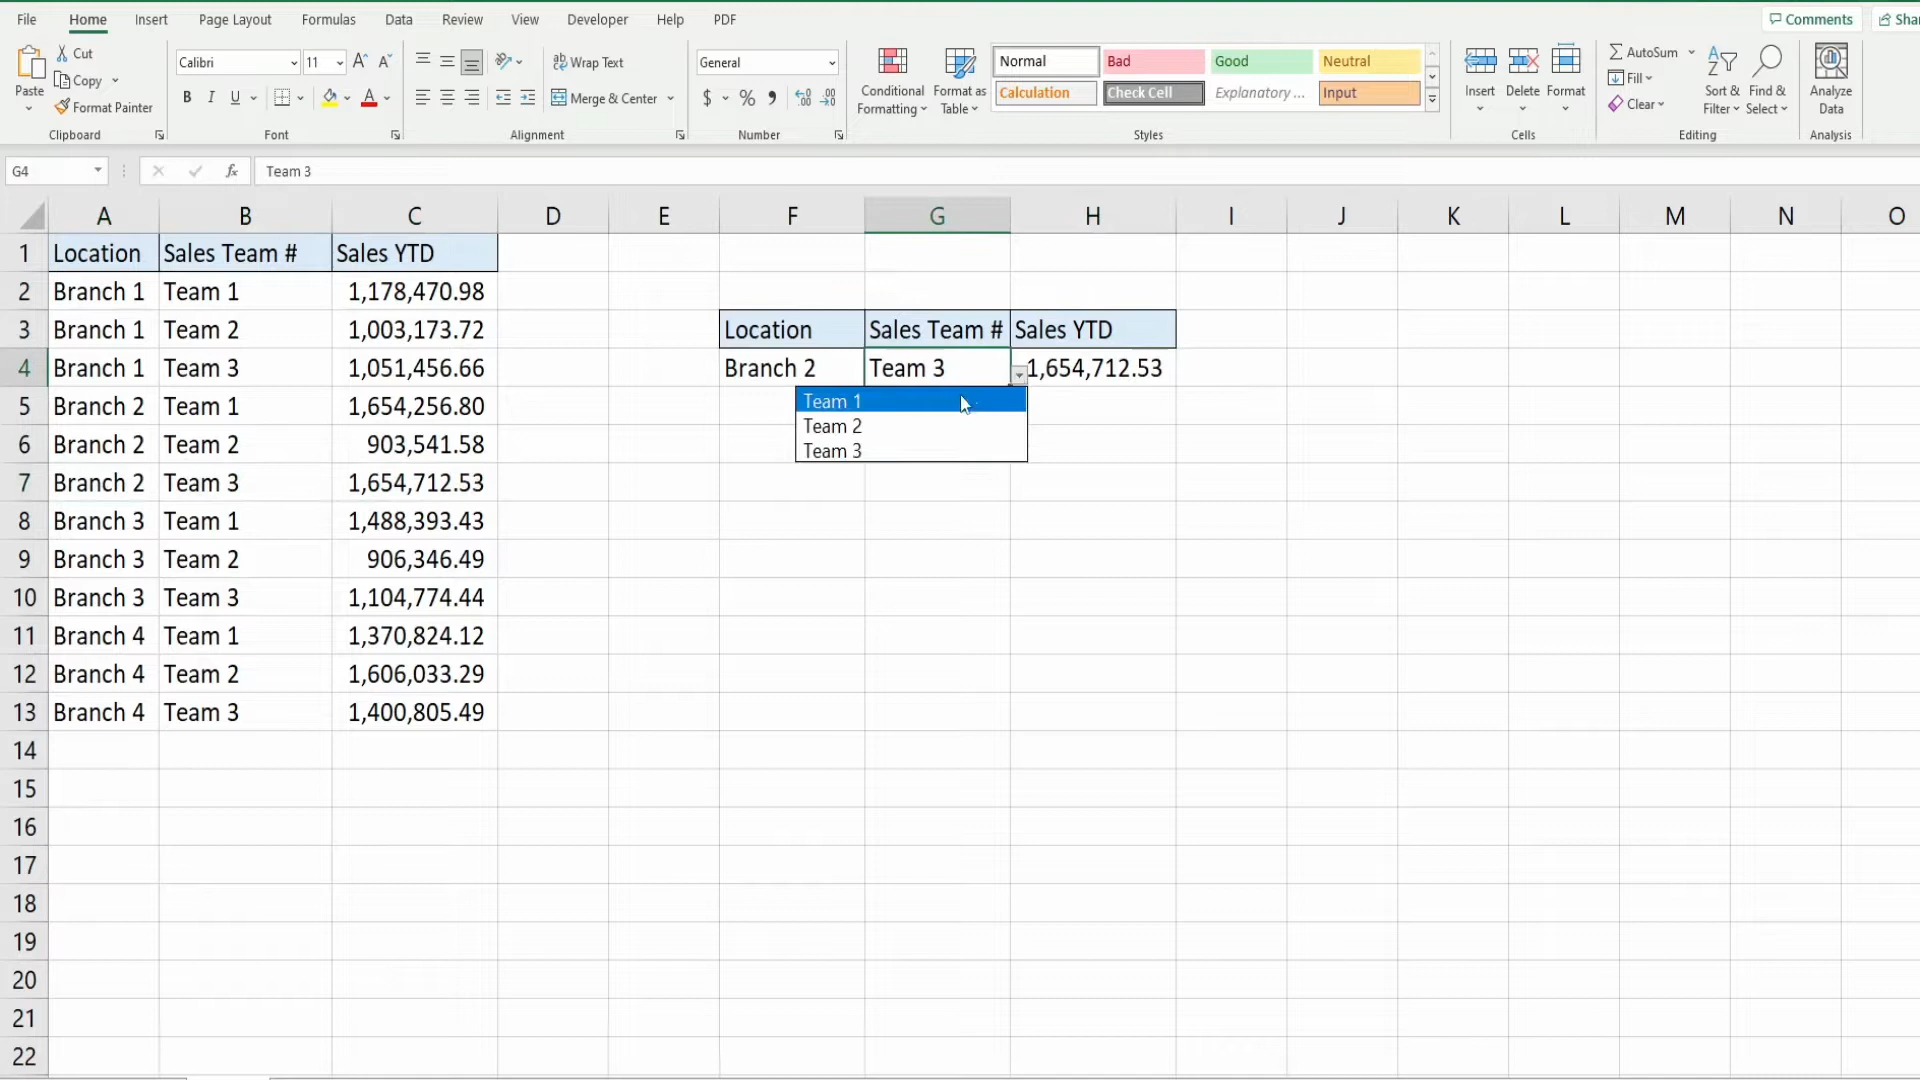 File Home Insert Page Layout Formulas Data Review View Developer Help PDF Comments
Paste Cut Copy Format Painter Clipboard
Calibri 11 A A B I U A Font
ab Wrap Text Merge & Center Alignment
General $ % , Number
Conditional Formatting Format as Table
Normal Bad Good Neutral
Calculation Check Cell Explanatory ... Input
Styles
Insert Delete Format Cells
AutoSum Fill Clear Sort & Filter Find & Select Editing
Analyze Data Analysis
G4 fx Team 3
A B C D E F G H I J K L M N O
1 Location Sales Team # Sales YTD
2 Branch 1 Team 1 1,178,470.98
3 Branch 1 Team 2 1,003,173.72 Location Sales Team # Sales YTD
4 Branch 1 Team 3 1,051,456.66 Branch 2 Team 3 1,654,712.53
5 Branch 2 Team 1 1,654,256.80 Team 1
6 Branch 2 Team 2 903,541.58 Team 2
Team 3
7 Branch 2 Team 3 1,654,712.53
8 Branch 3 Team 1 1,488,393.43
9 Branch 3 Team 2 906,346.49
10 Branch 3 Team 3 1,104,774.44
11 Branch 4 Team 1 1,370,824.12
12 Branch 4 Team 2 1,606,033.29
13 Branch 4 Team 3 1,400,805.49
14
15
16
17
18
19
20
21
22